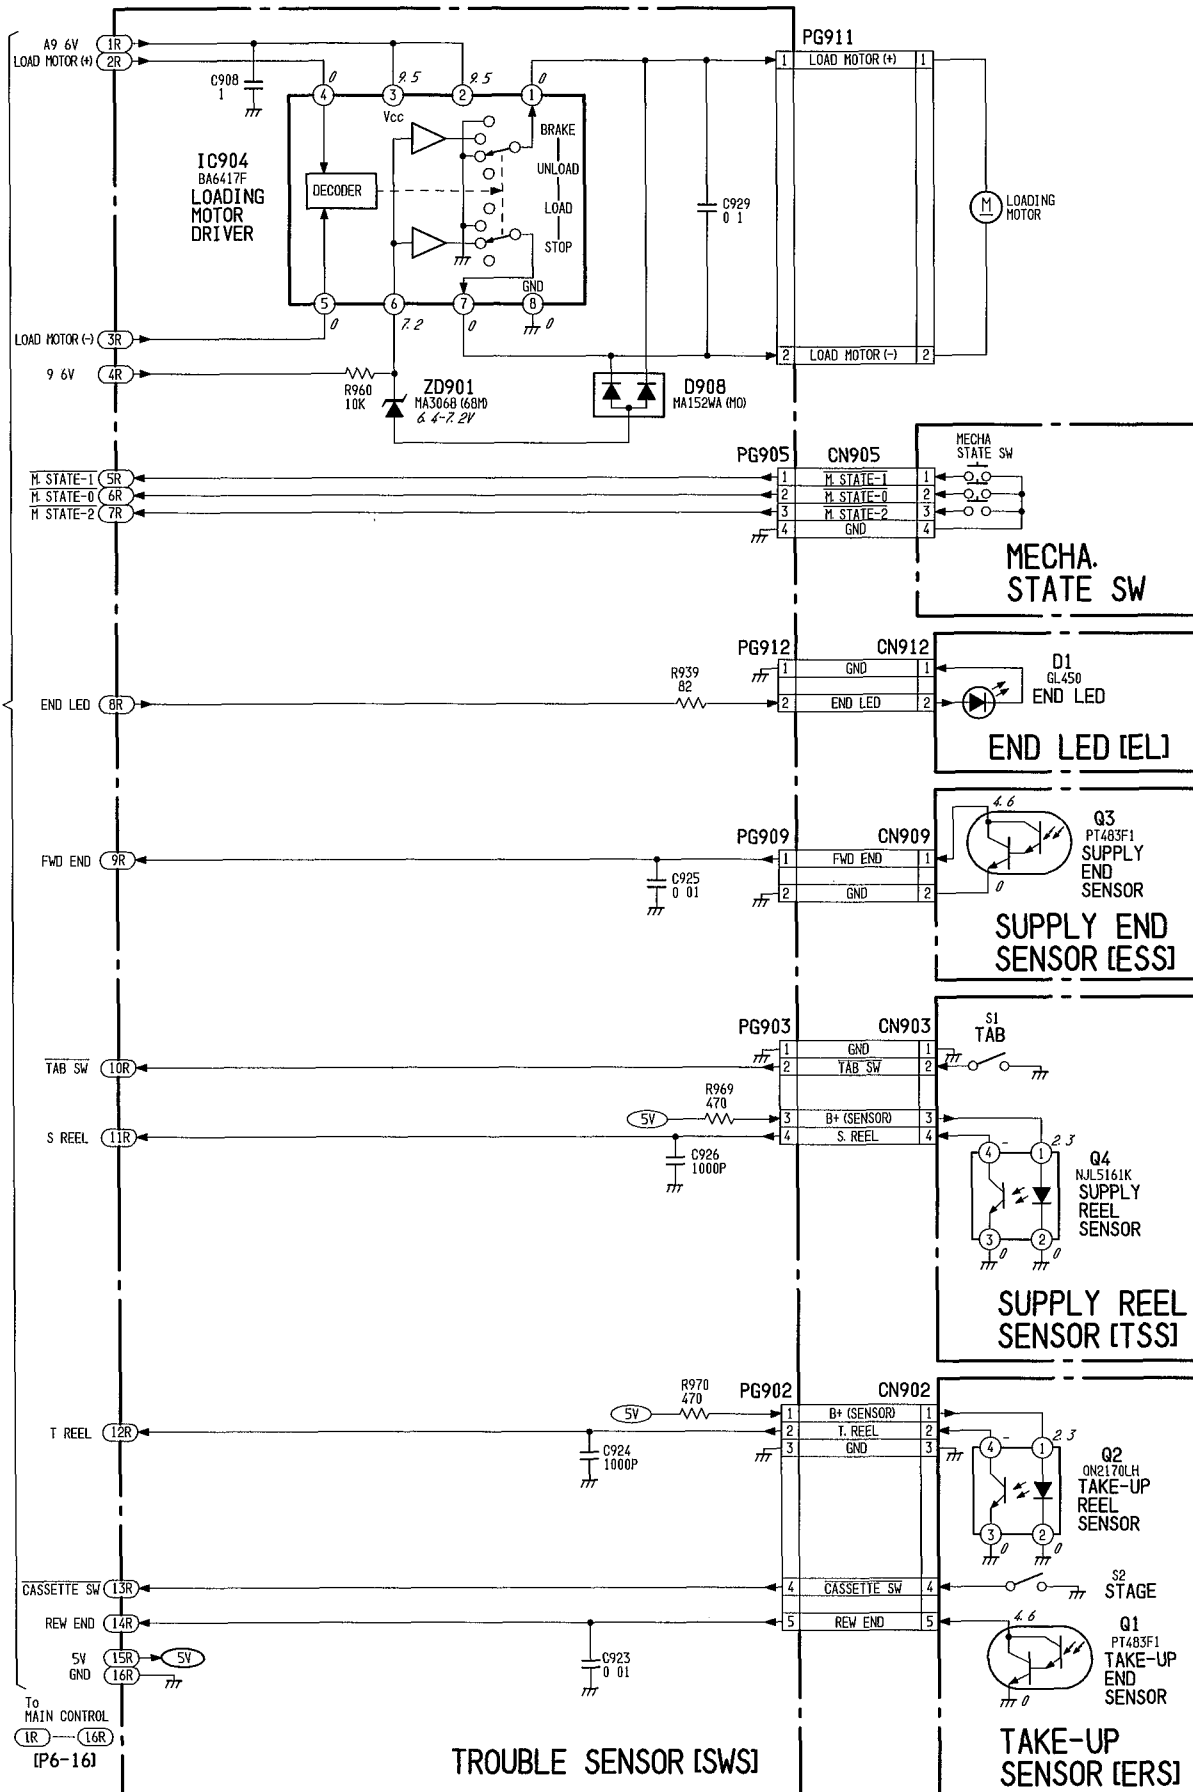 A9 6V 1R
LOAD MOTOR (+) 2R
C908
1
0
9.5
9.5
0
4
3
2
1
Vcc
BRAKE
UNLOAD
LOAD
STOP
DECODER
IC904
BA6417F
LOADING
MOTOR
DRIVER
GND
5
6
7
8
0
7.2
0
0
LOAD MOTOR (-) 3R
9 6V 4R
R960
10K
ZD901
MA3068 (68M)
6.4-7.2V
D908
MA152WA (MO)
C929
0 1
PG911
1 LOAD MOTOR (+) 1
2 LOAD MOTOR (-) 2
M
LOADING
MOTOR
PG905 CN905
M. STATE-1 5R
M. STATE-0 6R
M. STATE-2 7R
1 M. STATE-1 1
2 M. STATE-0 2
3 M. STATE-2 3
4 GND 4
MECHA
STATE SW
MECHA.
STATE SW
PG912 CN912
1 GND 1
END LED 8R
R939
82
2 END LED 2
D1
GL450
END LED
END LED [EL]
PG909 CN909
FWD END 9R
C925
0 01
1 FWD END 1
2 GND 2
4.6
0
Q3
PT483F1
SUPPLY
END
SENSOR
SUPPLY END
SENSOR [ESS]
PG903 CN903
1 GND 1
TAB SW 10R
2 TAB SW 2
S1
TAB
5V
R969
470
3 B+ (SENSOR) 3
S REEL 11R
4 S. REEL 4
C926
1000P
4
-
1
2.3
3
0
2
0
Q4
NJL5161K
SUPPLY
REEL
SENSOR
SUPPLY REEL
SENSOR [TSS]
PG902 CN902
5V
R970
470
1 B+ (SENSOR) 1
T REEL 12R
2 T. REEL 2
3 GND 3
C924
1000P
4
-
1
2.3
3
0
2
0
Q2
ON2170LH
TAKE-UP
REEL
SENSOR
CASSETTE SW 13R
4 CASSETTE SW 4
S2
STAGE
REW END 14R
5 REW END 5
C923
0 01
4.6
0
Q1
PT483F1
TAKE-UP
END
SENSOR
5V 15R 5V
GND 16R
To
MAIN CONTROL
1R 16R
[P6-16]
TROUBLE SENSOR [SWS]
TAKE-UP
SENSOR [ERS]